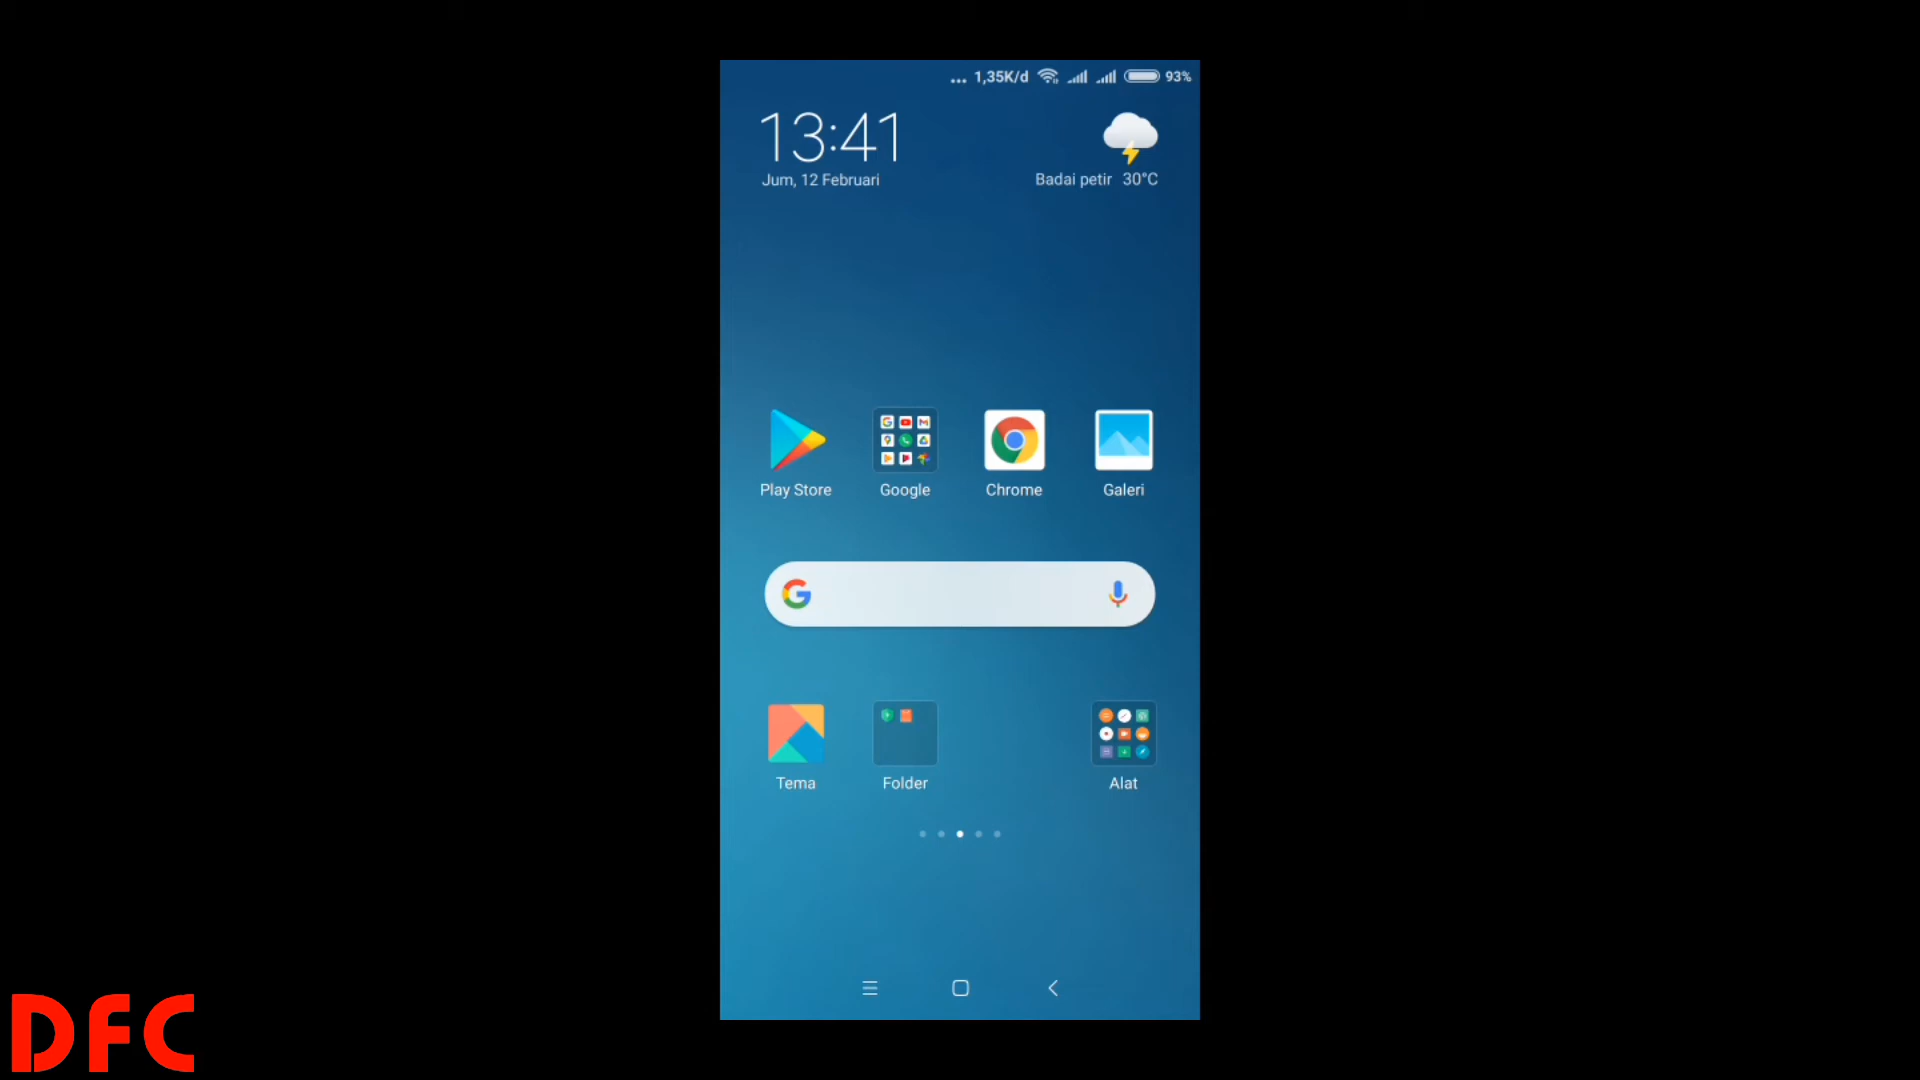 ... 1,35K/d 93%
13:41
Jum, 12 Februari
Badai petir 30°C
Play Store Google Chrome Galeri
Tema Folder Alat
DFC